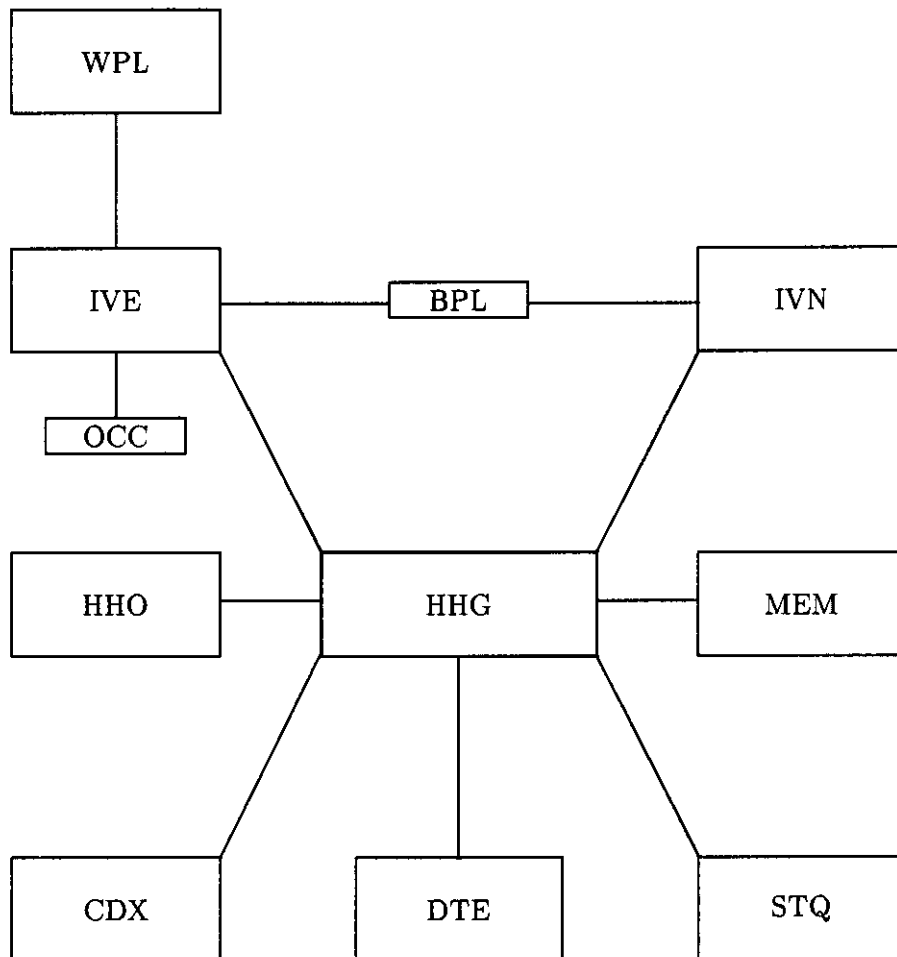 WPL
IVE
BPL
IVN
OCC
HHO
HHG
MEM
CDX
DTE
STQ